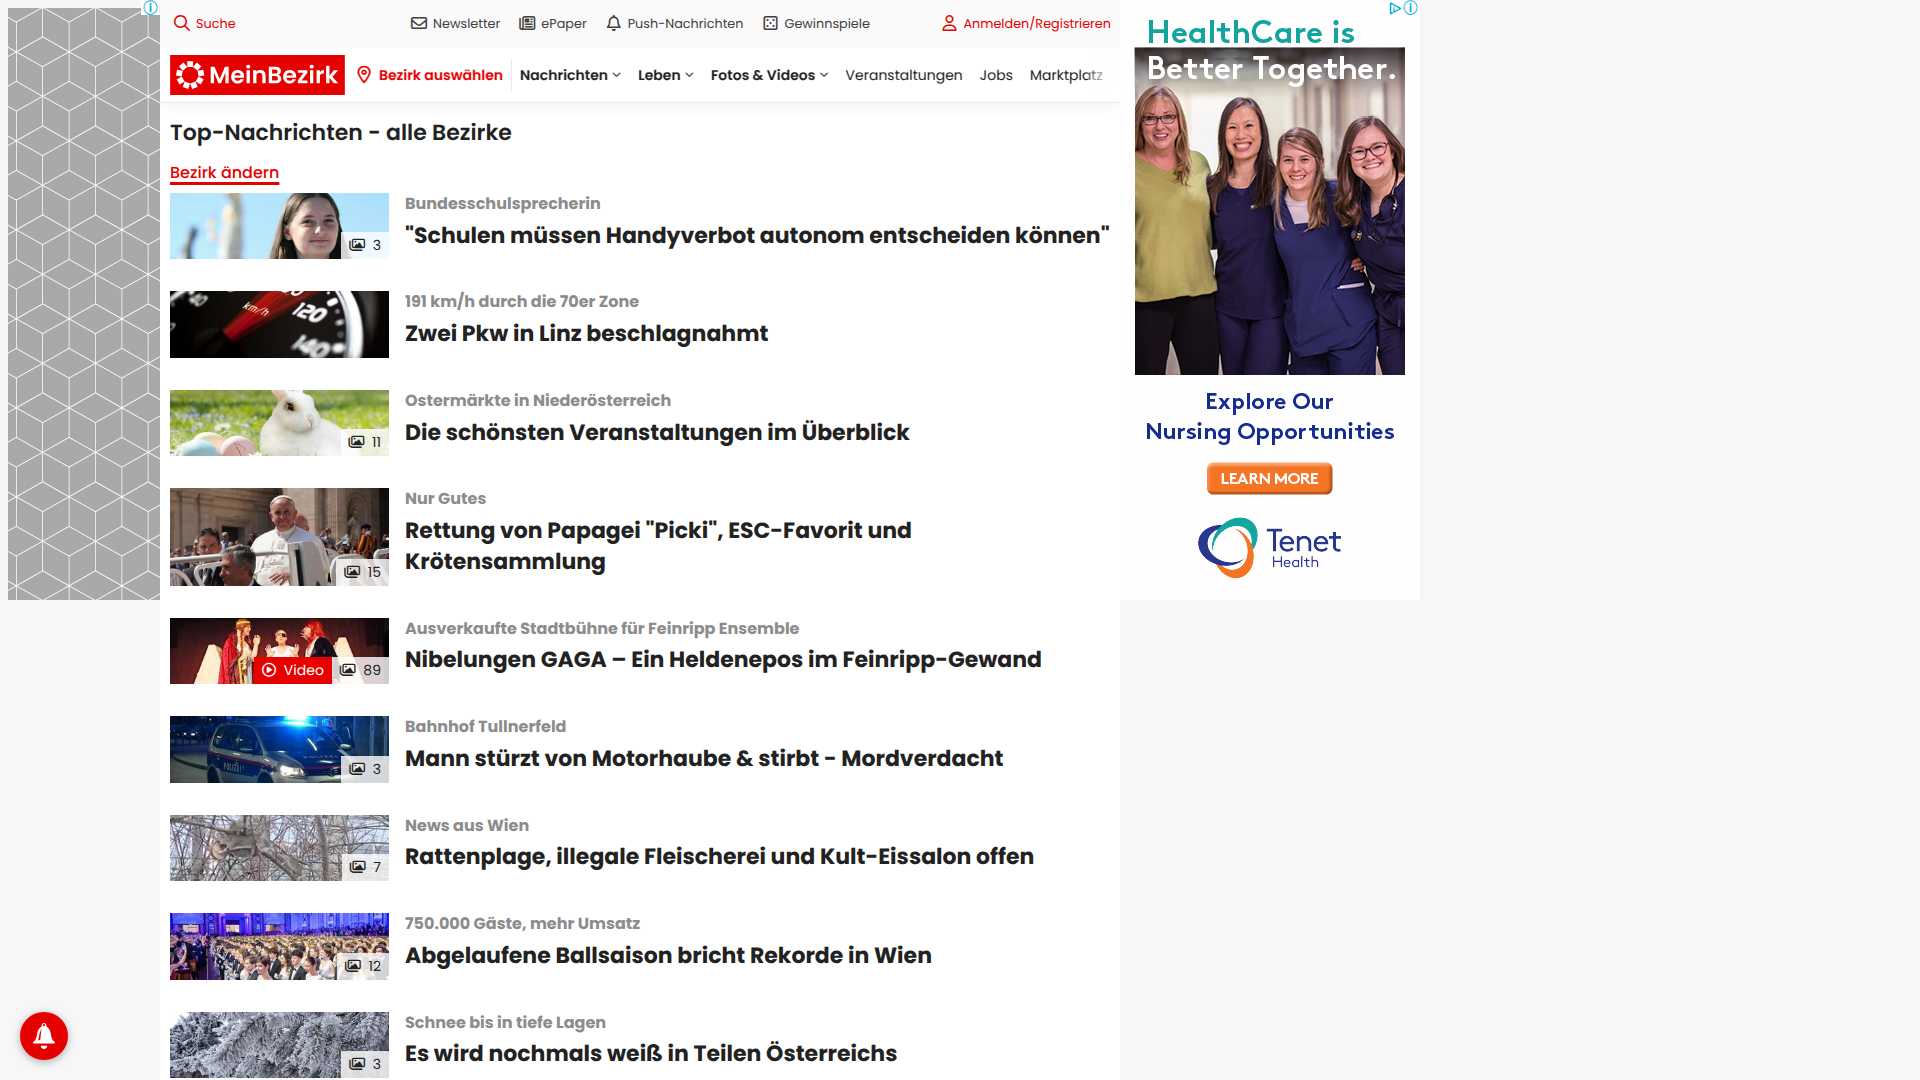 Suche
Newsletter
ePaper
Push-Nachrichten
Gewinnspiele
Anmelden/Registrieren
MeinBezirk
Bezirk auswählen
Nachrichten
Leben
Fotos & Videos
Veranstaltungen
Jobs
Marktplatz
Top-Nachrichten - alle Bezirke
Bezirk ändern
3
Bundesschulsprecherin
"Schulen müssen Handyverbot autonom entscheiden können"
km/h
120
140
191 km/h durch die 70er Zone
Zwei Pkw in Linz beschlagnahmt
11
Ostermärkte in Niederösterreich
Die schönsten Veranstaltungen im Überblick
15
Nur Gutes
Rettung von Papagei "Picki", ESC-Favorit und
Krötensammlung
Video
89
Ausverkaufte Stadtbühne für Feinripp Ensemble
Nibelungen GAGA – Ein Heldenepos im Feinripp-Gewand
POLIZEI
3
Bahnhof Tullnerfeld
Mann stürzt von Motorhaube & stirbt - Mordverdacht
7
News aus Wien
Rattenplage, illegale Fleischerei und Kult-Eissalon offen
12
750.000 Gäste, mehr Umsatz
Abgelaufene Ballsaison bricht Rekorde in Wien
3
Schnee bis in tiefe Lagen
Es wird nochmals weiß in Teilen Österreichs
HealthCare is
Better Together.
Explore Our
Nursing Opportunities
LEARN MORE
Tenet
Health